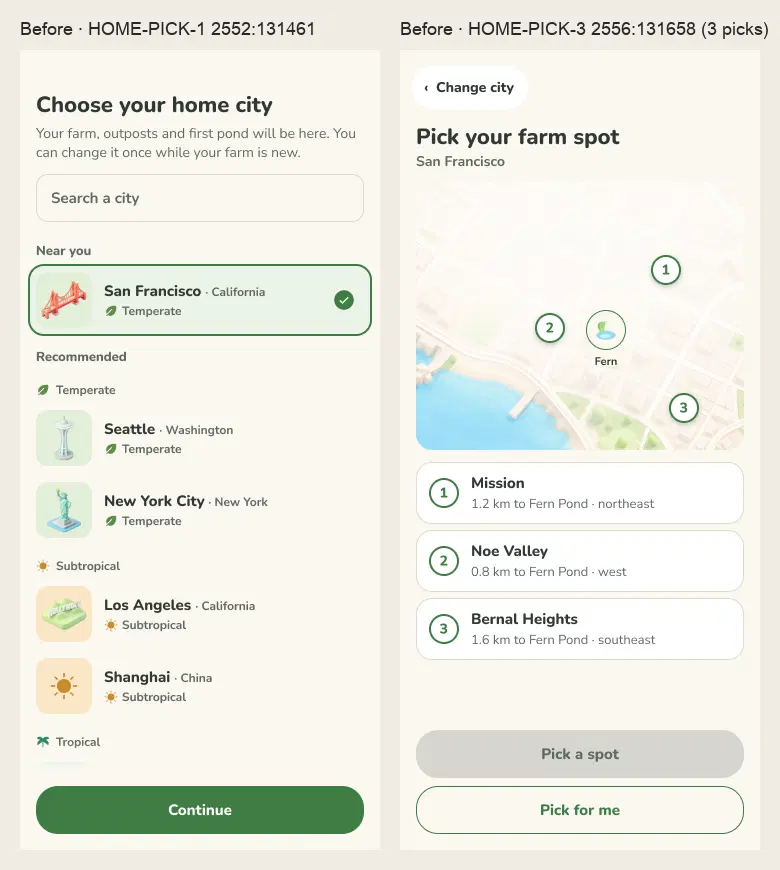 Before · HOME-PICK-1 2552:131461
Choose your home city
Your farm, outposts and first pond will be here. You
can change it once while your farm is new.
Search a city
Near you
San Francisco · California
Temperate
Recommended
Temperate
Seattle · Washington
Temperate
New York City · New York
Temperate
Subtropical
Los Angeles · California
Subtropical
Shanghai · China
Subtropical
Tropical
Continue
Before · HOME-PICK-3 2556:131658 (3 picks)
‹ Change city
Pick your farm spot
San Francisco
1
2
Fern
3
1 Mission
1.2 km to Fern Pond · northeast
2 Noe Valley
0.8 km to Fern Pond · west
3 Bernal Heights
1.6 km to Fern Pond · southeast
Pick a spot
Pick for me